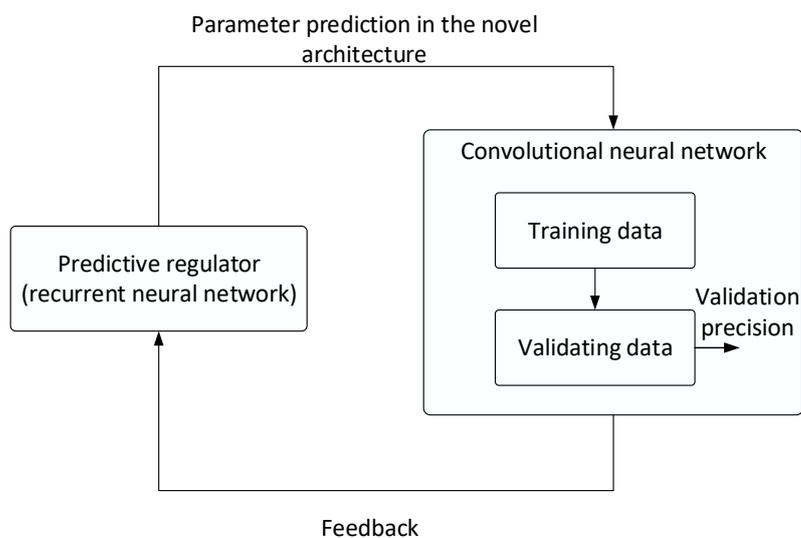 Parameter prediction in the novel
architecture
Convolutional neural network
Training data
Predictive regulator
(recurrent neural network)
Validation
precision
Validating data
Feedback